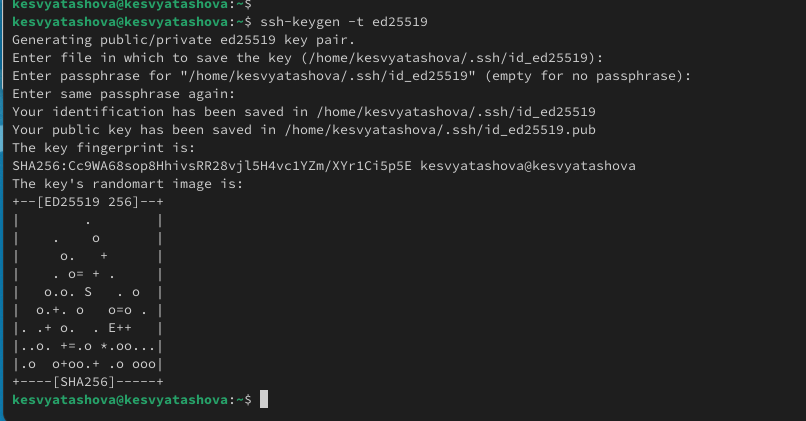 kesvyatashova@kesvyatashova:~$
kesvyatashova@kesvyatashova:~$ ssh-keygen -t ed25519
Generating public/private ed25519 key pair.
Enter file in which to save the key (/home/kesvyatashova/.ssh/id_ed25519):
Enter passphrase for "/home/kesvyatashova/.ssh/id_ed25519" (empty for no passphrase):
Enter same passphrase again:
Your identification has been saved in /home/kesvyatashova/.ssh/id_ed25519
Your public key has been saved in /home/kesvyatashova/.ssh/id_ed25519.pub
The key fingerprint is:
SHA256:Cc9WA68sop8HhivsRR28vjl5H4vc1YZm/XYr1Ci5p5E kesvyatashova@kesvyatashova
The key's randomart image is:
+--[ED25519 256]--+
|        .        |
|    .    o       |
|     o.   +      |
|    . o= + .     |
|   o.o. S   . o  |
|  o.+. o   o=o . |
|. .+ o.  . E++   |
|..o. +=.o *.oo...|
|.o  o+oo.+ .o ooo|
+----[SHA256]-----+
kesvyatashova@kesvyatashova:~$